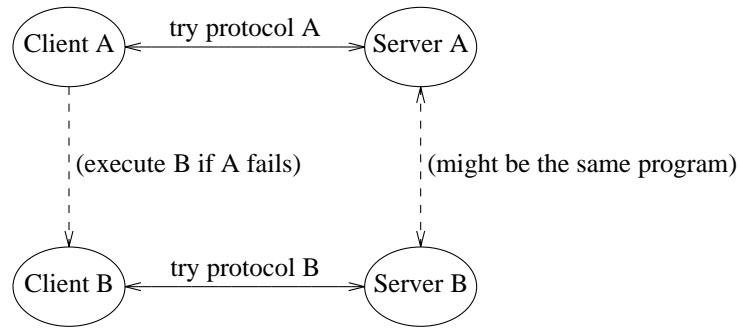 Client A
try protocol A
Server A
(execute B if A fails)
(might be the same program)
Client B
try protocol B
Server B